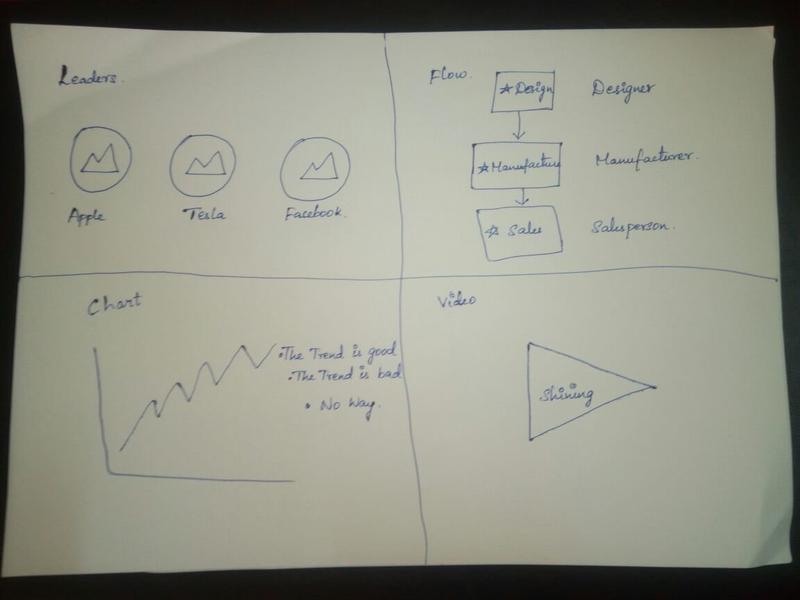 Leaders.
Apple
Tesla
Facebook.
Flow.
Design
Designer
Manufacture
Manufacturer.
Sales
Salesperson.
Chart
• The Trend is good
• The Trend is bad
• No Way.
Video
Shining